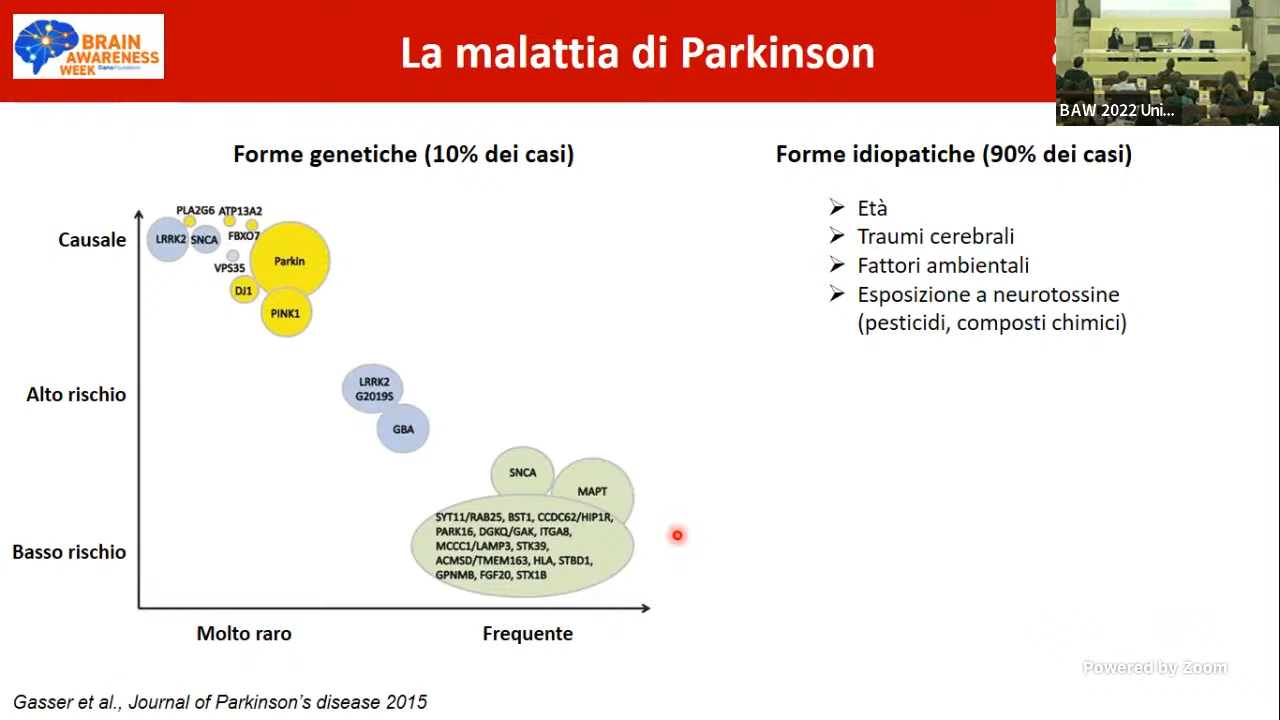 BRAIN
AWARENESS
WEEK
La malattia di Parkinson
BAW 2022 Uni...
Forme genetiche (10% dei casi)
Forme idiopatiche (90% dei casi)
Età
Traumi cerebrali
Fattori ambientali
Esposizione a neurotossine
(pesticidi, composti chimici)
Causale
Alto rischio
Basso rischio
PLA2G6
ATP13A2
LRRK2
SNCA
FBXO7
VPS35
Parkin
DJ1
PINK1
LRRK2
G2019S
GBA
SNCA
MAPT
SYT11/RAB25, BST1, CCDC62/HIP1R,
PARK16, DGKQ/GAK, ITGA8,
MCCC1/LAMP3, STK39,
ACMSD/TMEM163, HLA, STBD1,
GPNMB, FGF20, STX1B
Molto raro
Frequente
Powered by Zoom
Gasser et al., Journal of Parkinson's disease 2015